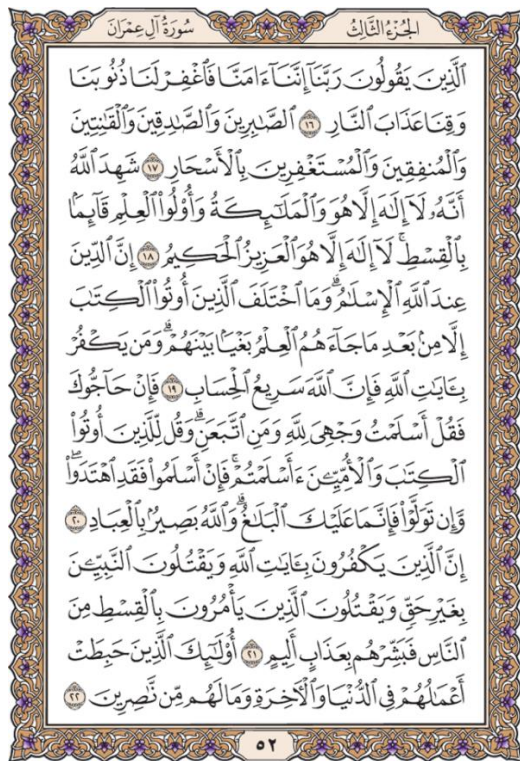 سُورَةُ آلِ عِمْرَانَ الجُزْءُ الثَّالِثُ
ٱلَّذِينَ يَقُولُونَ رَبَّنَآ إِنَّنَآ ءَامَنَّا فَٱغْفِرْ لَنَا ذُنُوبَنَا
وَقِنَا عَذَابَ ٱلنَّارِ ١٦ ٱلصَّٰبِرِينَ وَٱلصَّٰدِقِينَ وَٱلْقَٰنِتِينَ
وَٱلْمُنفِقِينَ وَٱلْمُسْتَغْفِرِينَ بِٱلْأَسْحَارِ ١٧ شَهِدَ ٱللَّهُ
أَنَّهُۥ لَآ إِلَٰهَ إِلَّا هُوَ وَٱلْمَلَٰٓئِكَةُ وَأُو۟لُوا۟ ٱلْعِلْمِ قَآئِمًۢا
بِٱلْقِسْطِۚ لَآ إِلَٰهَ إِلَّا هُوَ ٱلْعَزِيزُ ٱلْحَكِيمُ ١٨ إِنَّ ٱلدِّينَ
عِندَ ٱللَّهِ ٱلْإِسْلَٰمُۗ وَمَا ٱخْتَلَفَ ٱلَّذِينَ أُوتُوا۟ ٱلْكِتَٰبَ
إِلَّا مِنۢ بَعْدِ مَا جَآءَهُمُ ٱلْعِلْمُ بَغْيًۢا بَيْنَهُمْۗ وَمَن يَكْفُرْ
بِـَٔايَٰتِ ٱللَّهِ فَإِنَّ ٱللَّهَ سَرِيعُ ٱلْحِسَابِ ١٩ فَإِنْ حَآجُّوكَ
فَقُلْ أَسْلَمْتُ وَجْهِىَ لِلَّهِ وَمَنِ ٱتَّبَعَنِۗ وَقُل لِّلَّذِينَ أُوتُوا۟
ٱلْكِتَٰبَ وَٱلْأُمِّيِّـۧنَ ءَأَسْلَمْتُمْۚ فَإِنْ أَسْلَمُوا۟ فَقَدِ ٱهْتَدَوا۟ۖ
وَّإِن تَوَلَّوْا۟ فَإِنَّمَا عَلَيْكَ ٱلْبَلَٰغُۗ وَٱللَّهُ بَصِيرٌۢ بِٱلْعِبَادِ ٢٠
إِنَّ ٱلَّذِينَ يَكْفُرُونَ بِـَٔايَٰتِ ٱللَّهِ وَيَقْتُلُونَ ٱلنَّبِيِّـۧنَ
بِغَيْرِ حَقٍّ وَيَقْتُلُونَ ٱلَّذِينَ يَأْمُرُونَ بِٱلْقِسْطِ مِنَ
ٱلنَّاسِ فَبَشِّرْهُم بِعَذَابٍ أَلِيمٍ ٢١ أُو۟لَٰٓئِكَ ٱلَّذِينَ حَبِطَتْ
أَعْمَٰلُهُمْ فِى ٱلدُّنْيَا وَٱلْـَٔاخِرَةِ وَمَا لَهُم مِّن نَّٰصِرِينَ ٢٢
٥٢